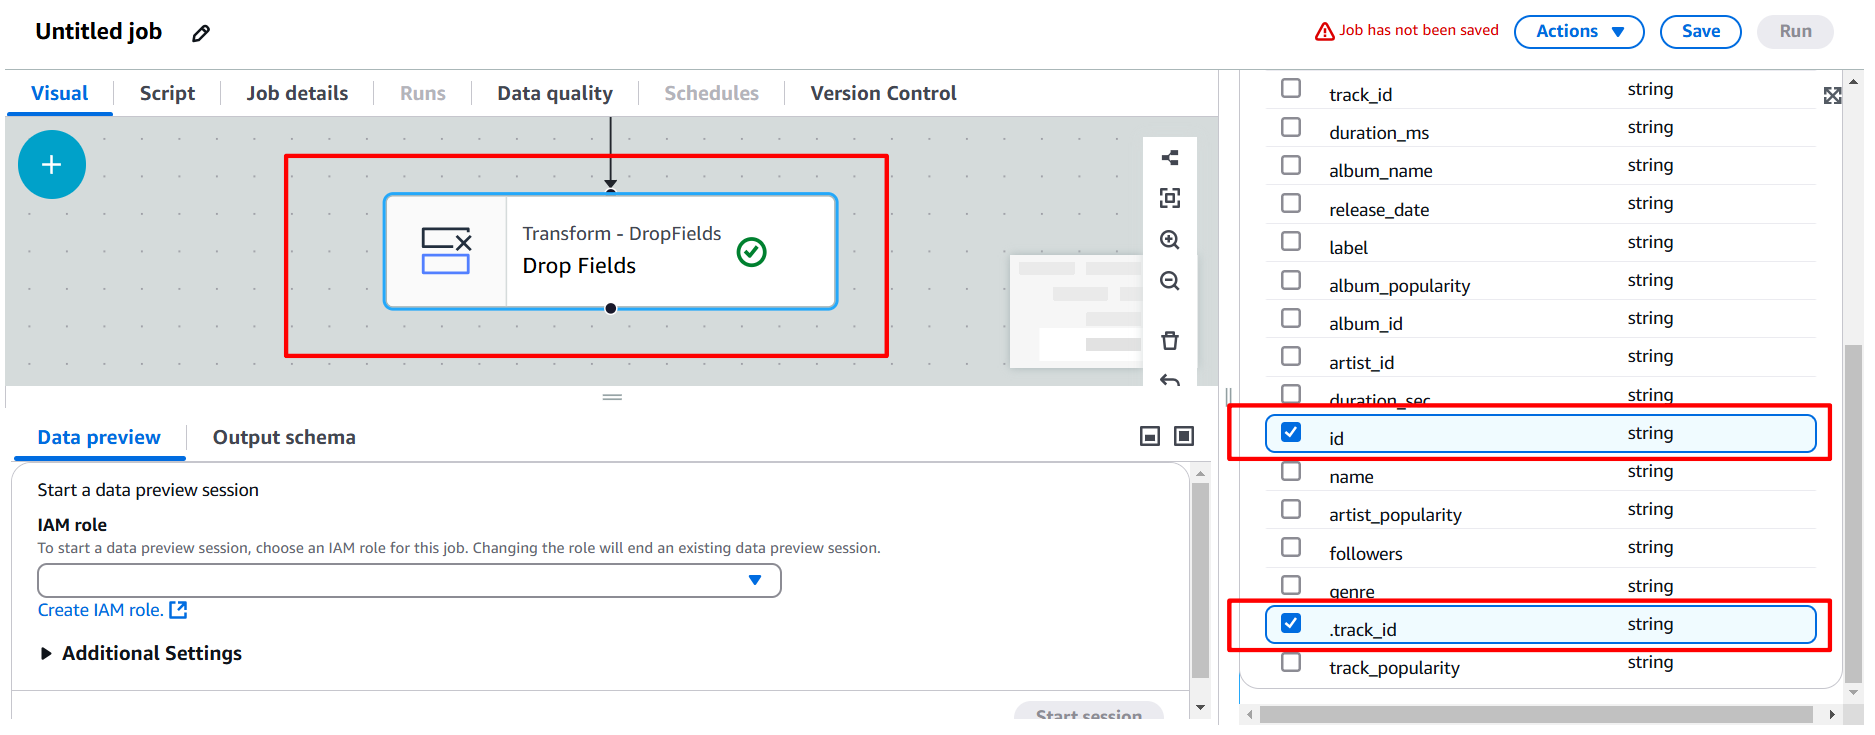 Untitled job
Job has not been saved
Actions
Save
Run
Visual
Script
Job details
Runs
Data quality
Schedules
Version Control
Transform - DropFields
Drop Fields
Data preview
Output schema
Start a data preview session
IAM role
To start a data preview session, choose an IAM role for this job. Changing the role will end an existing data preview session.
Create IAM role.
Additional Settings
Start session
track_id string
duration_ms string
album_name string
release_date string
label string
album_popularity string
album_id string
artist_id string
duration_sec string
id string
name string
artist_popularity string
followers string
genre string
.track_id string
track_popularity string